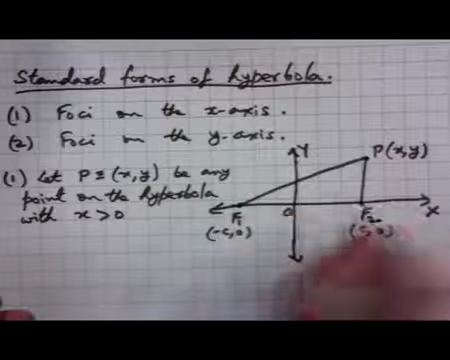 Standard forms of hyperbola.
(1) Foci on the x-axis.
(2) Foci on the y-axis.
(1) Let P ≡ (x, y) be any
point on the hyperbola
with x > 0
Y
P(x, y)
F₁ O F₂ X
(-c, 0) (c, 0)